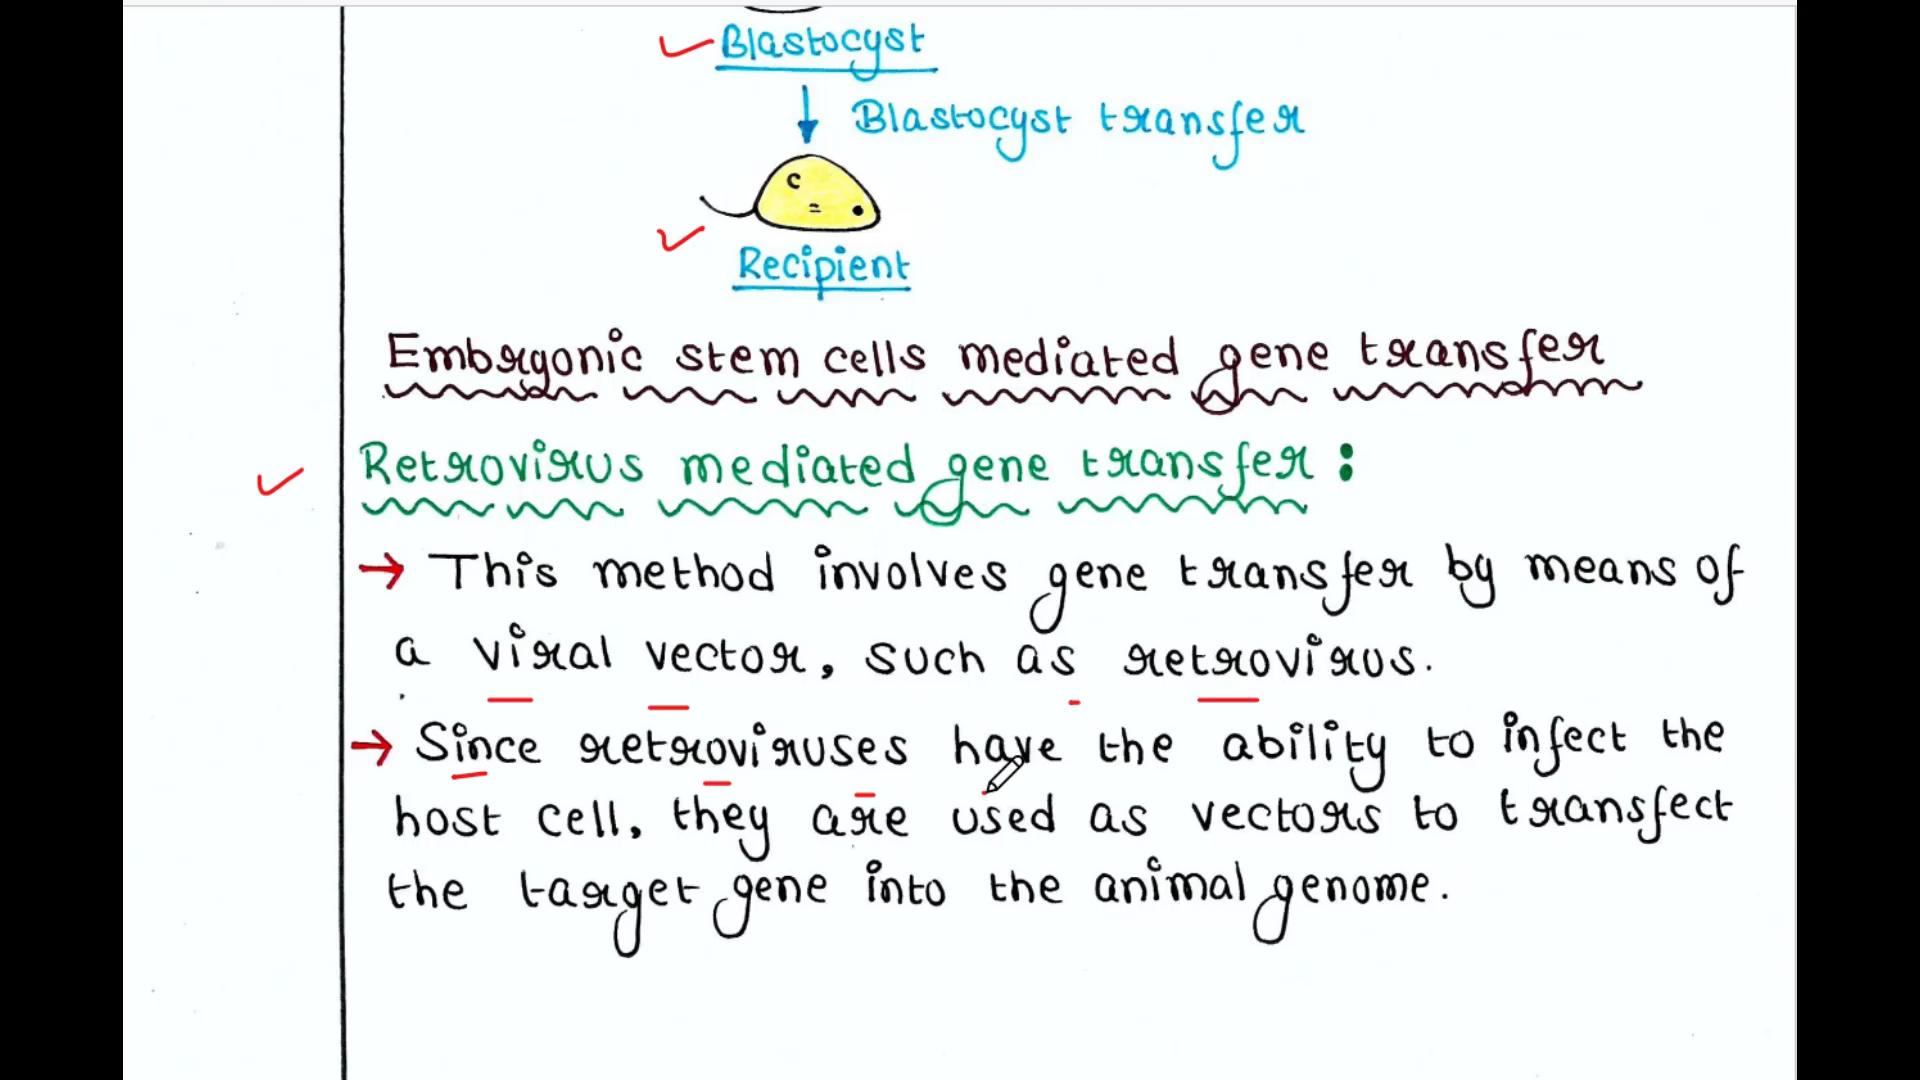 Blastocyst
Blastocyst transfer
c
=
Recipient
Embryonic stem cells mediated gene transfer
Retrovirus mediated gene transfer :
→ This method involves gene transfer by means of
a viral vector, such as retrovirus.
→ Since retroviruses have the ability to infect the
host cell, they are used as vectors to transfect
the target gene into the animal genome.